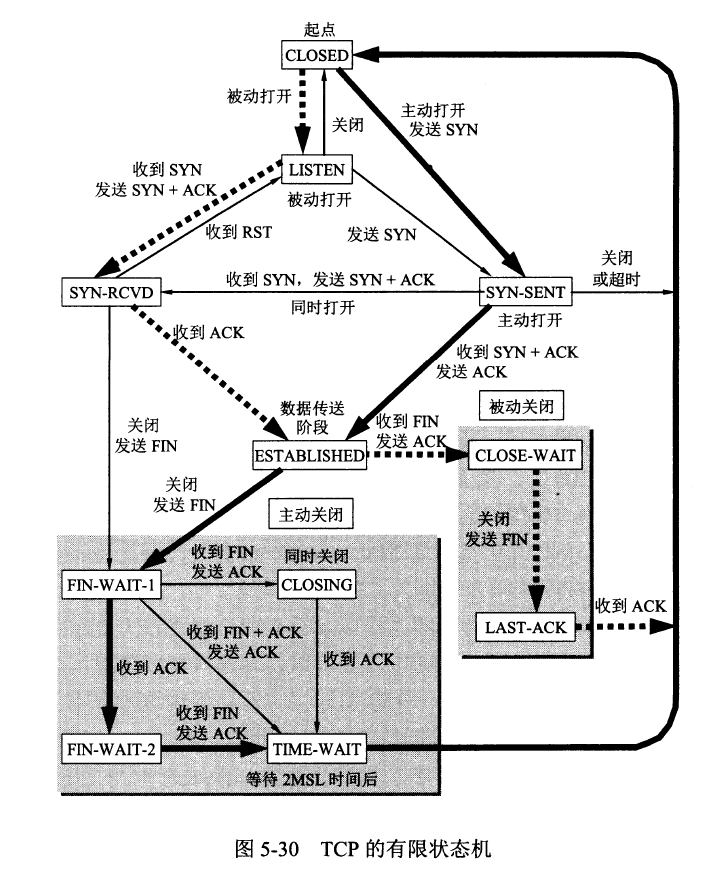 起点
CLOSED
被动打开
关闭
主动打开
发送 SYN
收到 SYN
发送 SYN + ACK
LISTEN
被动打开
收到 RST
发送 SYN
关闭
或超时
SYN-RCVD
收到 SYN，发送 SYN + ACK
同时打开
SYN-SENT
主动打开
收到 ACK
收到 SYN + ACK
发送 ACK
数据传送
阶段
被动关闭
关闭
发送 FIN
收到 FIN
发送 ACK
ESTABLISHED
CLOSE-WAIT
关闭
发送 FIN
主动关闭
关闭
发送 FIN
收到 FIN
发送 ACK
同时关闭
FIN-WAIT-1
CLOSING
收到 ACK
LAST-ACK
收到 FIN + ACK
发送 ACK
收到 ACK
收到 ACK
收到 FIN
发送 ACK
FIN-WAIT-2
TIME-WAIT
等待 2MSL 时间后
图 5-30 TCP 的有限状态机